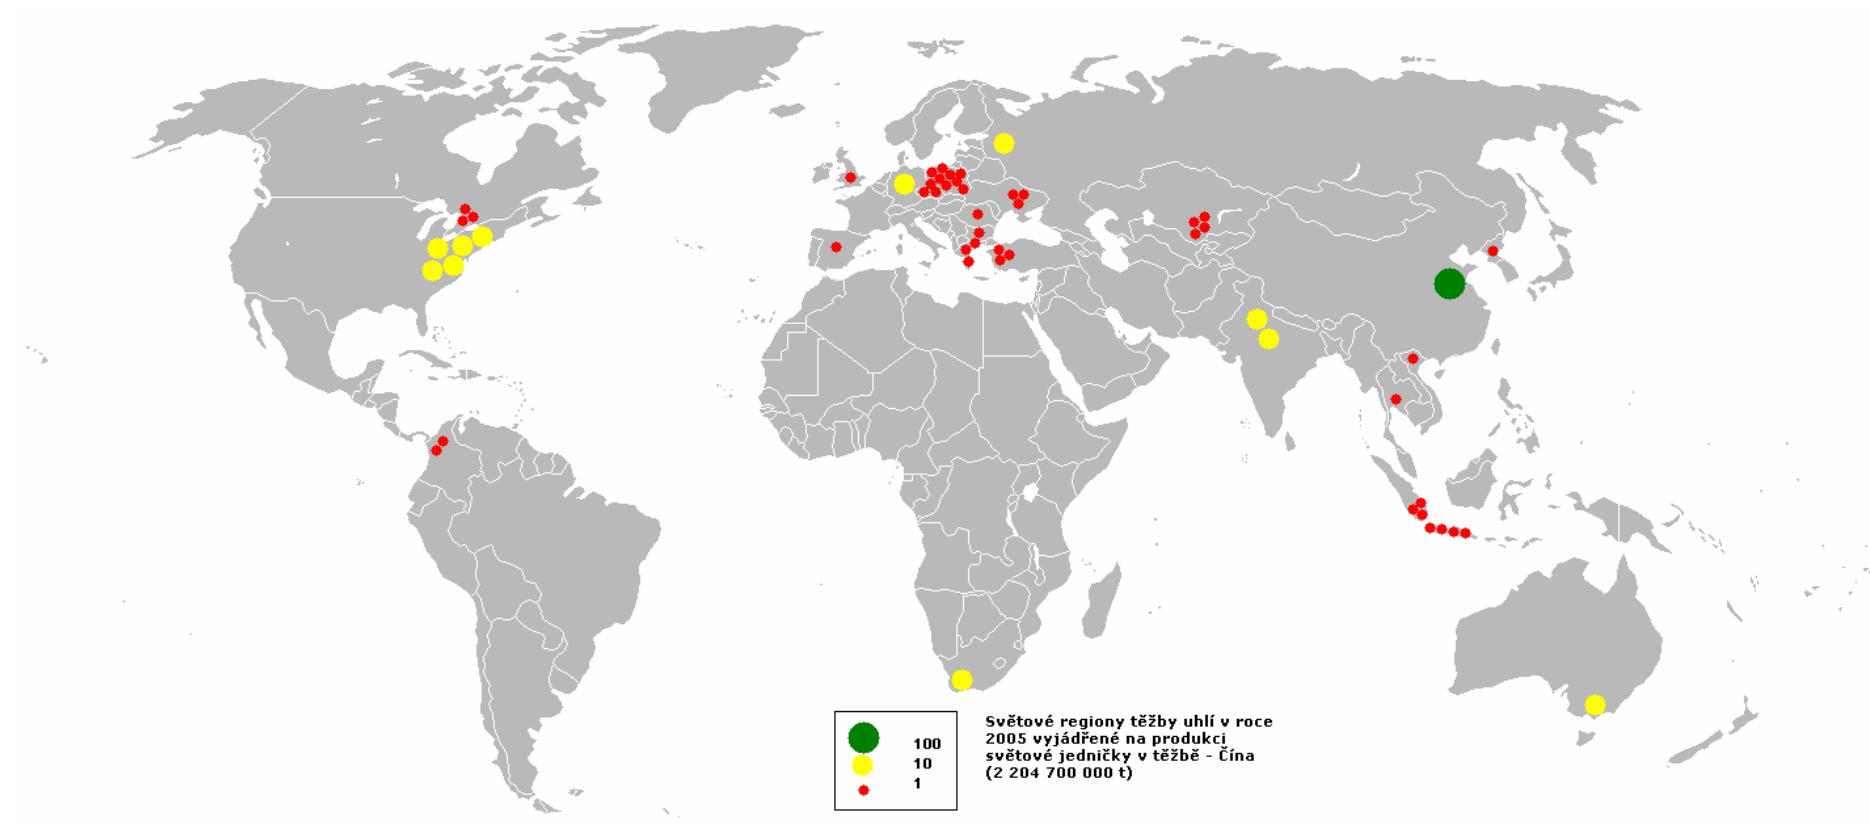 100
10
1
Světové regiony těžby uhlí v roce
2005 vyjádřené na produkci
světové jedničky v těžbě - Čína
(2 204 700 000 t)